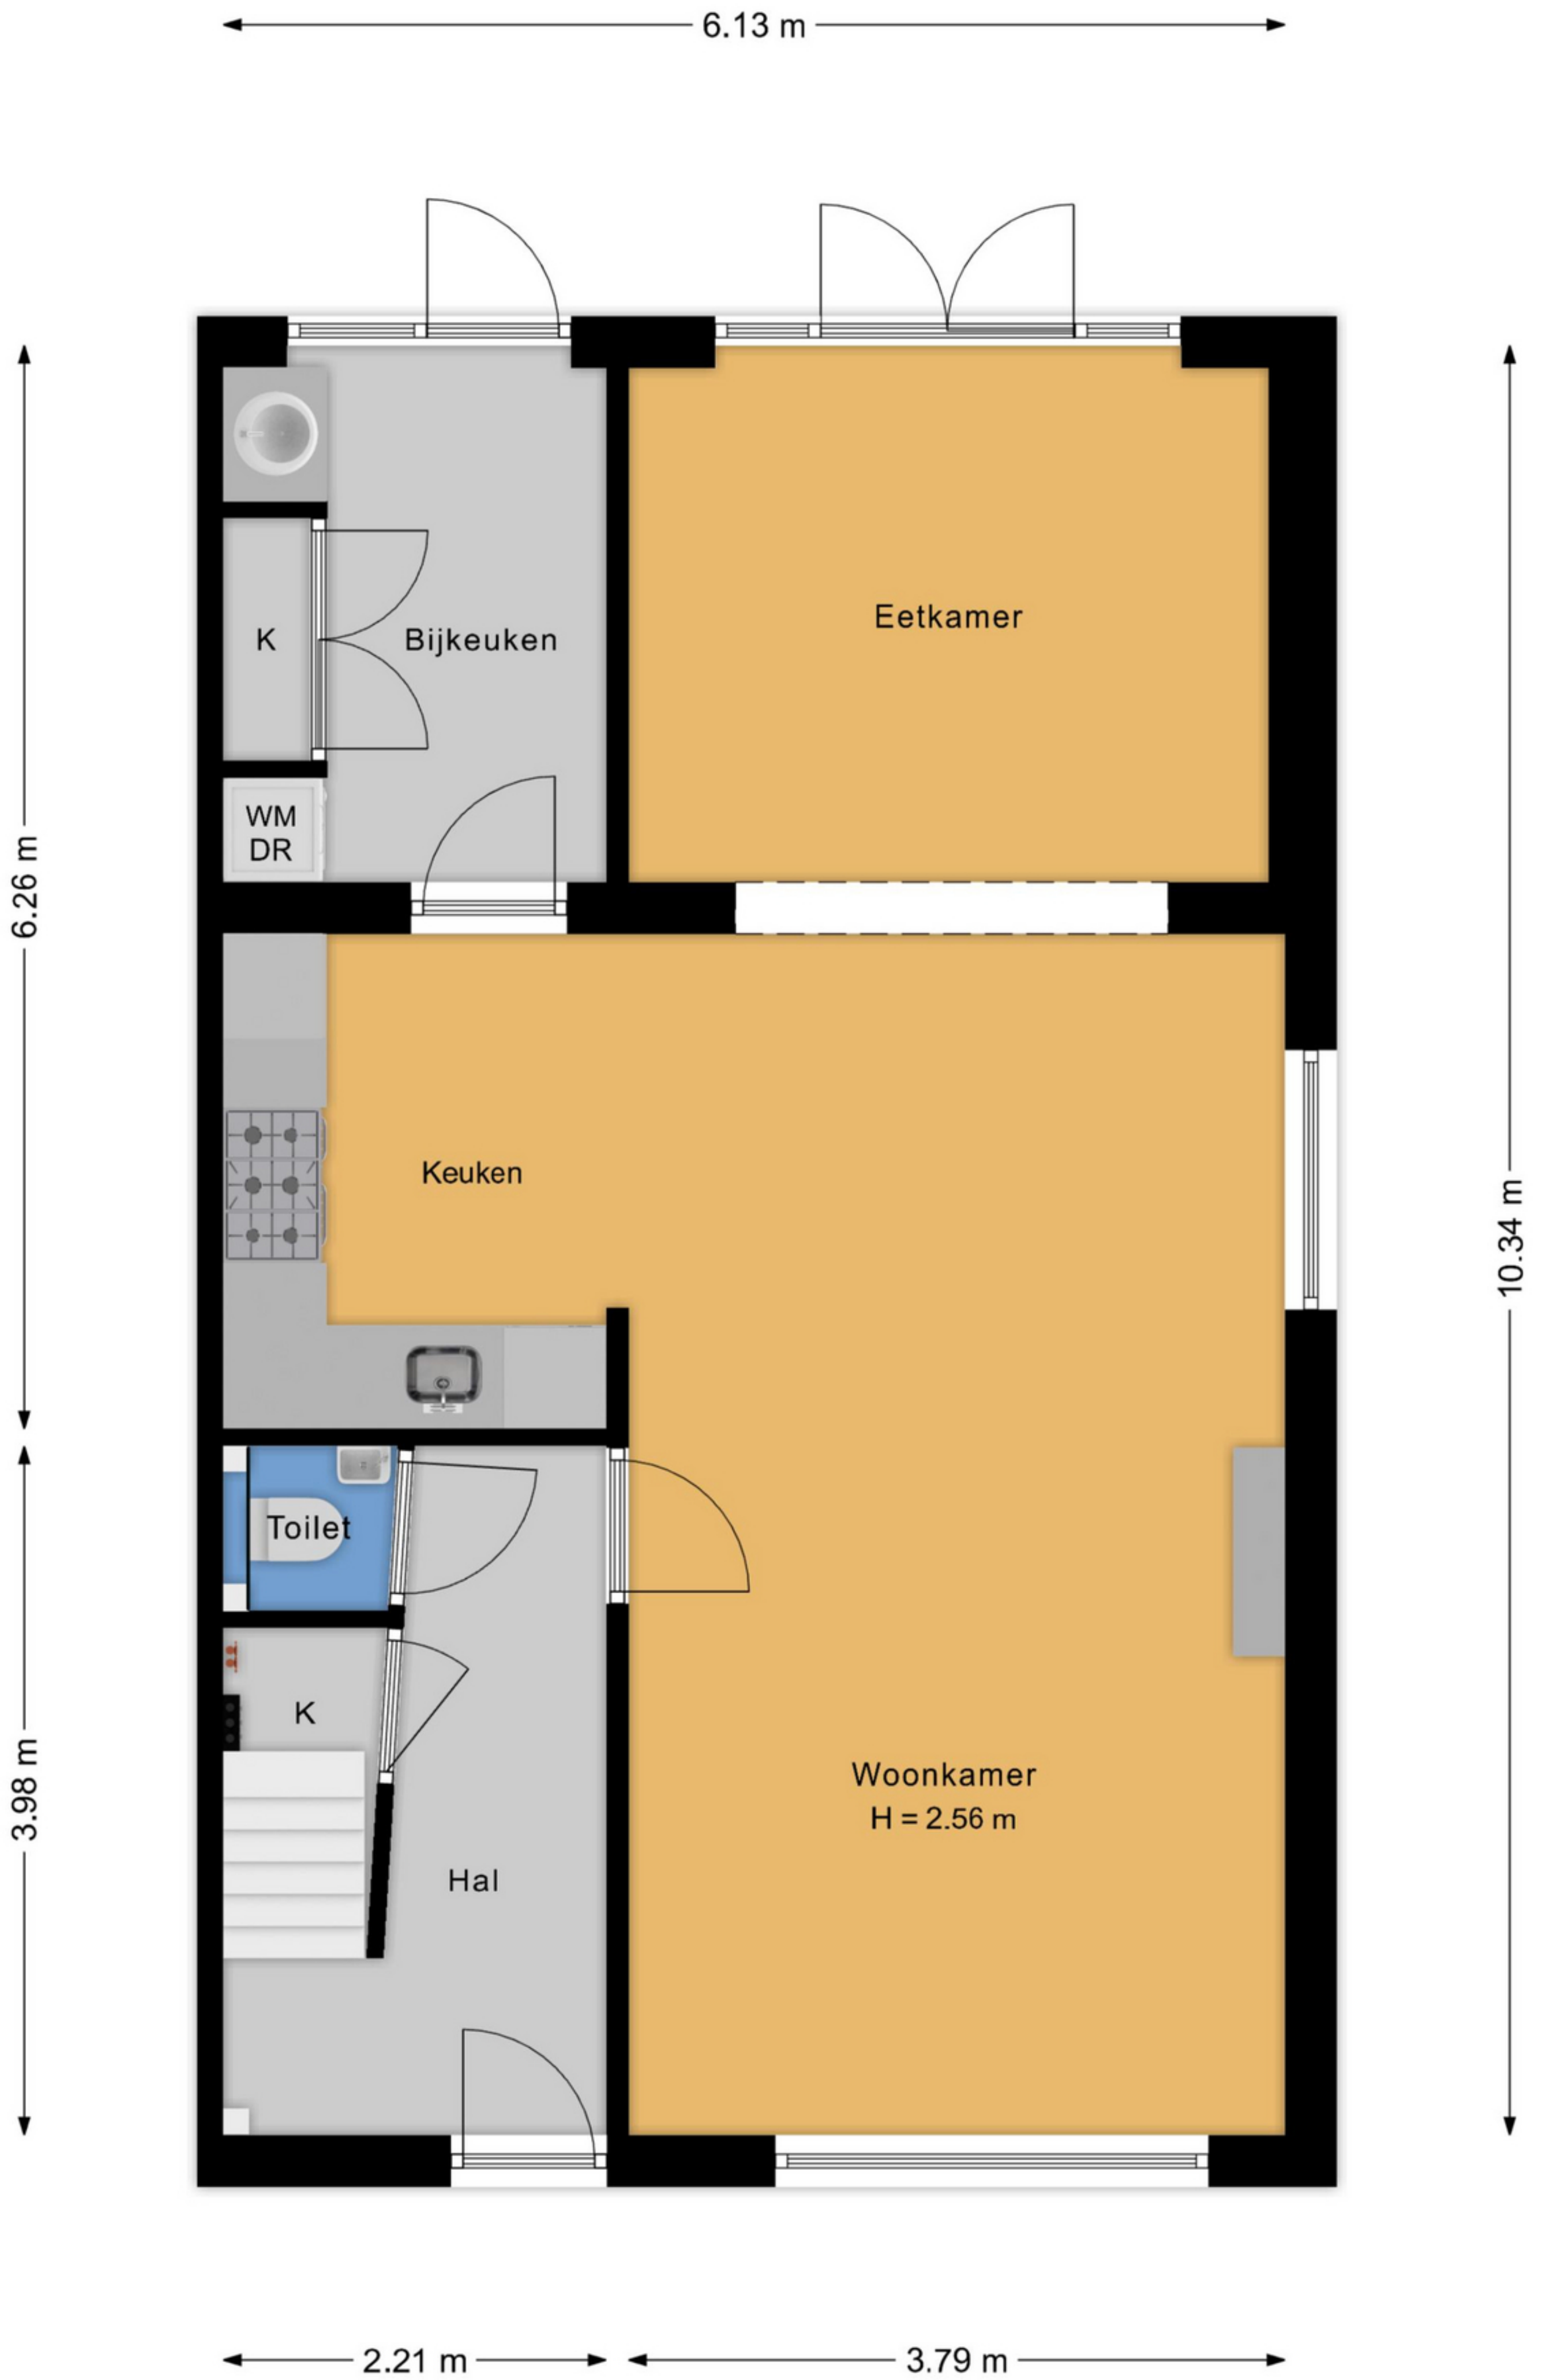 6.13 m
Eetkamer
K
Bijkeuken
WM
DR
6.26 m
Keuken
10.34 m
Toilet
K
Woonkamer
H = 2.56 m
3.98 m
Hal
2.21 m
3.79 m